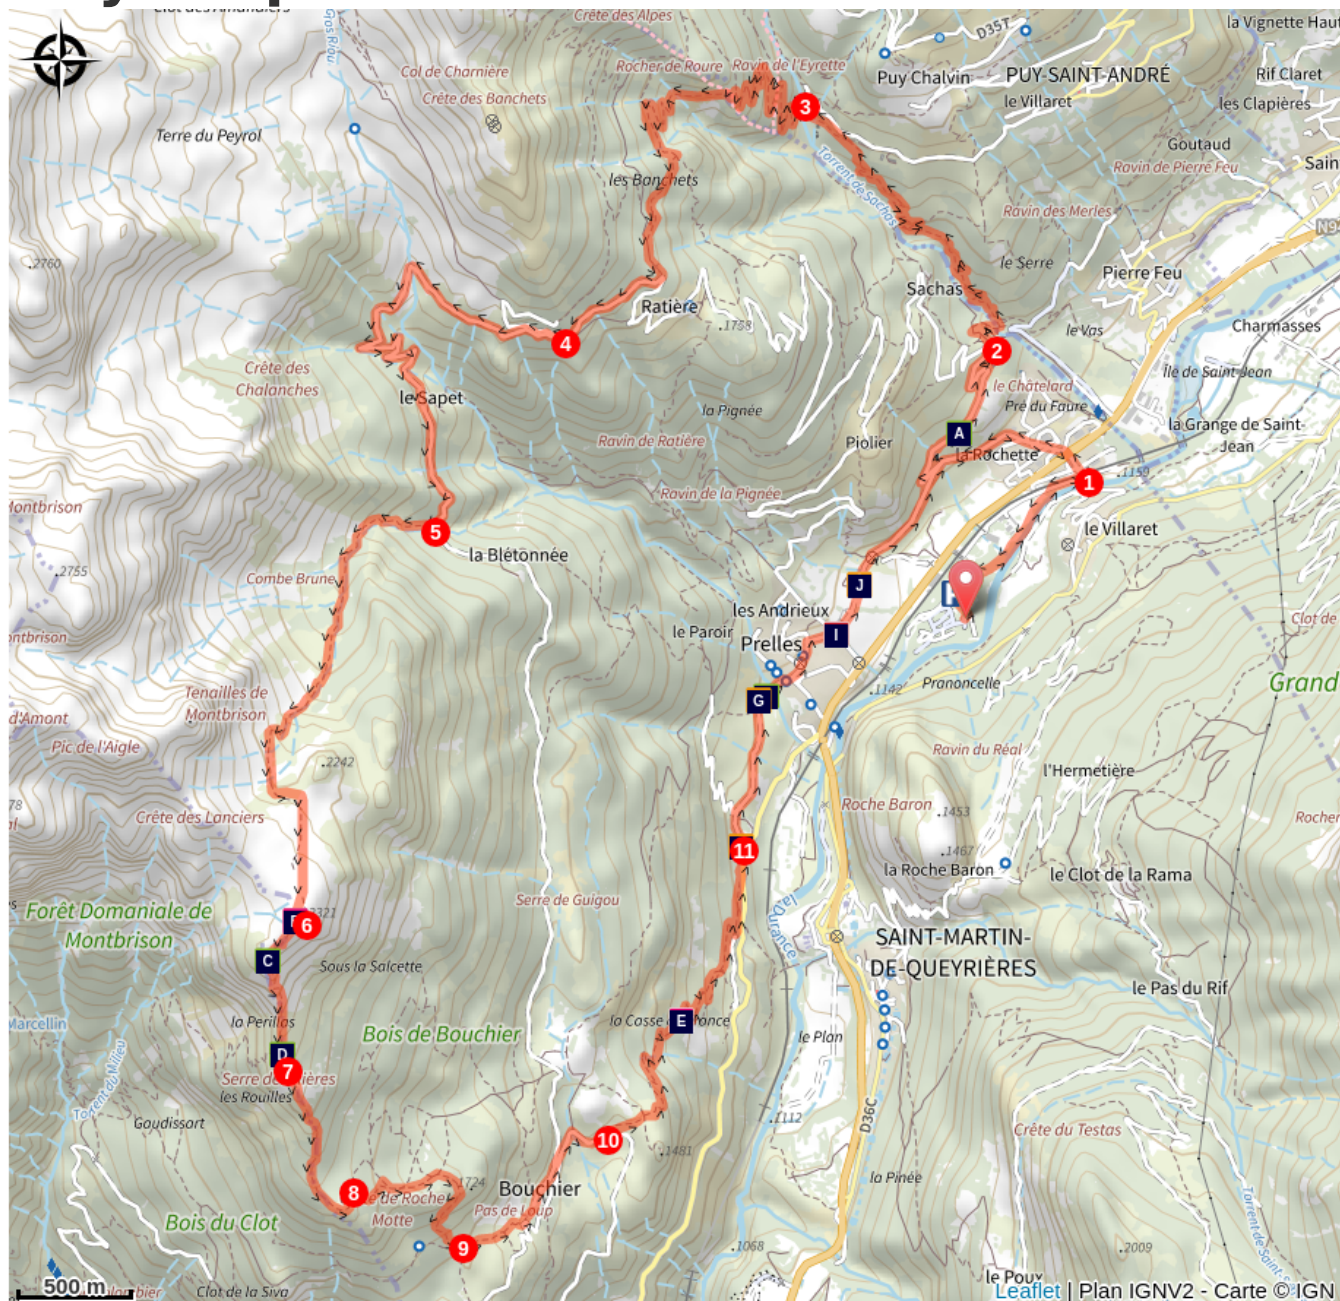 Crête des Alpes
D35T
la Vignette Hau
Col de Charnière
Rocher de Roure
Ravin de l'Eyrette
Puy Chalvin
PUY-SAINT-ANDRÉ
Rif Claret
Crête des Banchets
3
le Villaret
les Clapières
Terre du Peyrol
Goutaud
Ravin de Pierre Feu
Sain
les Banchets
Torrent de Sachas
Ravin des Merles
N94
2760
le Serre
Pierre Feu
Sachas
Ratière
1758
le Vas
Charmasses
4
2
Île de Saint-Jean
Crête des
Chalanches
le Châtelard
le Sapet
la Pignée
Pré du Faure
la Grange de Saint-
Jean
A
Ravin de Ratière
Piolier
la Rochette
1159
1
Ravin de la Pignée
5
le Villaret
la Blétonnée
2755
Combe Brune
J
les Andrieux
I
le Paroir
Prelles
Clot de
Tenailles de
Montbrison
G
1142
Pranoncelle
Grand
d'Amont
Pic de l'Aigle
2242
Ravin du Réal
l'Hermetière
Crête des Lanciers
Roche Baron
1453
Rocher
11
1467
la Roche Baron
le Clot de la Rama
Forêt Domaniale de
Montbrison
Serre de Guigou
la Durance
6
SAINT-MARTIN-
DE-QUEYRIÈRES
C
Sous la Salcette
le Pas du Rif
Marcellin
la Perillas
Bois de Bouchier
E
le Plan
D
7
les Rouilles
Torrent du Milieu
Gaudissart
1112
D36C
Crête du Testas
10
1481
8
1724
Bouchier
la Pinée
Bois du Clot
Motte
Pas de Loup
9
1068
2009
500 m
Clot de la Siva
le Poux
Leaflet | Plan IGNV2 - Carte © IGN